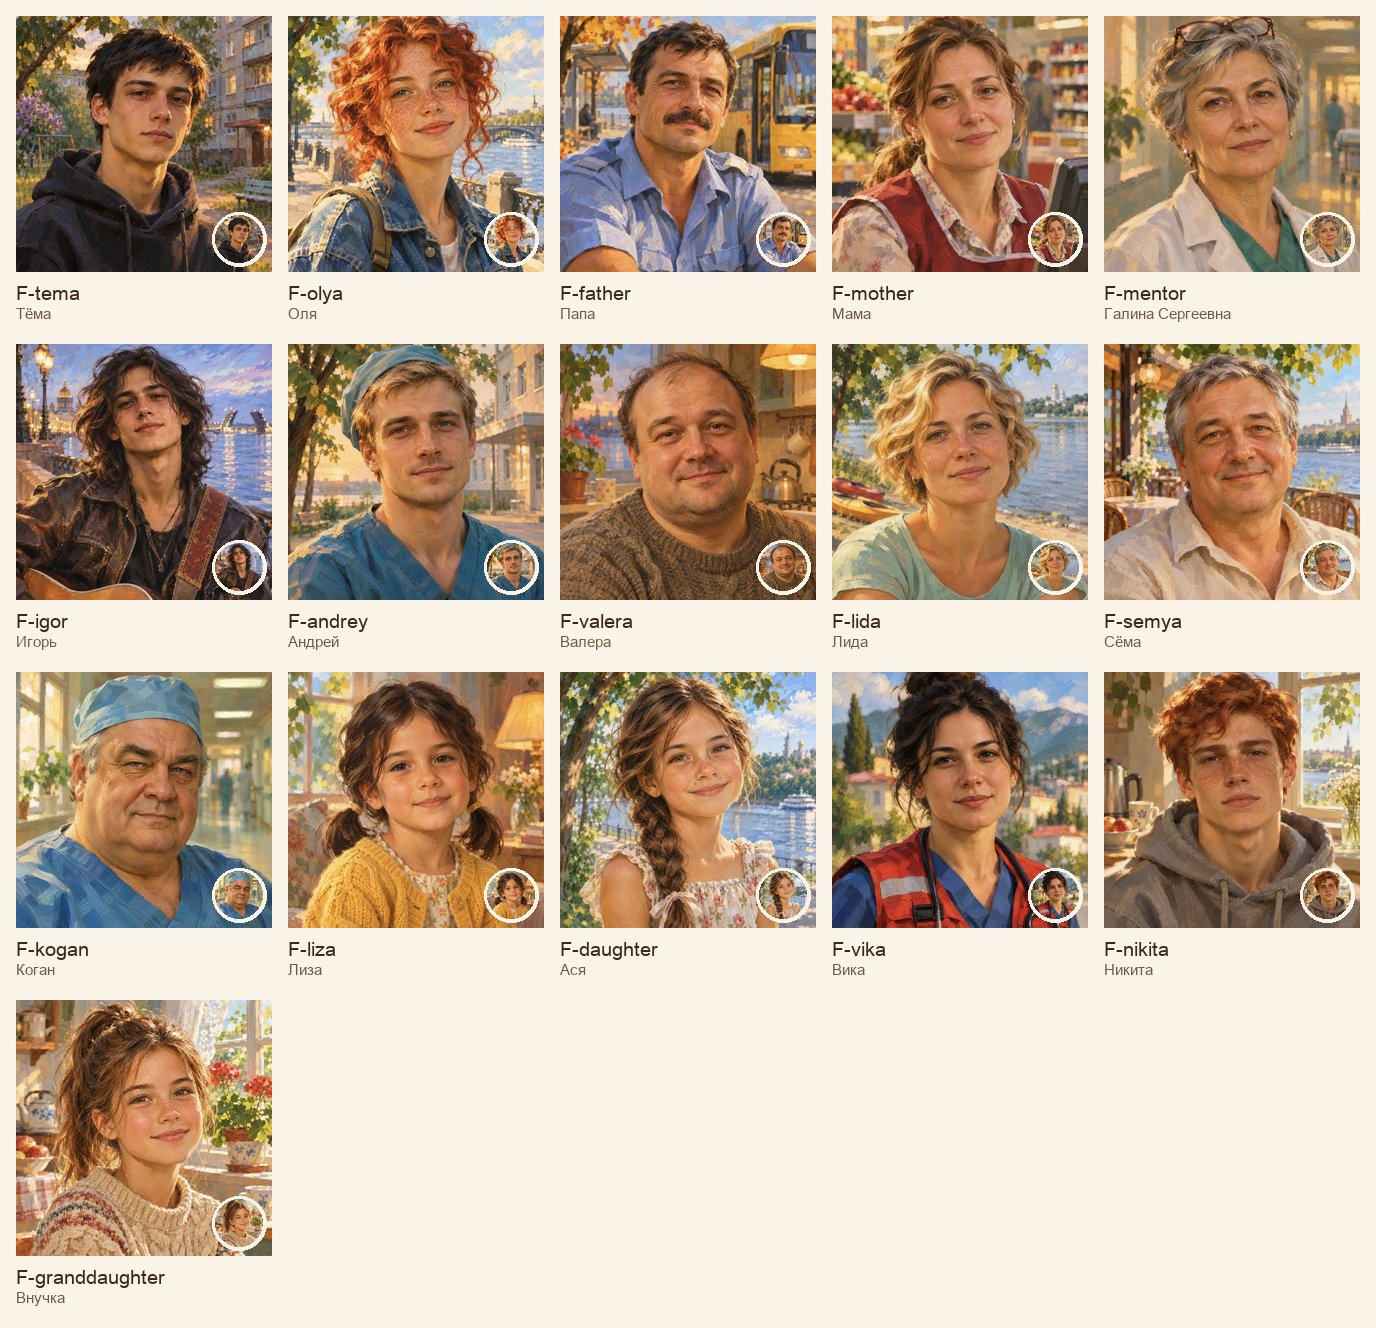 F-tema
Тёма
F-olya
Оля
F-father
Папа
F-mother
Мама
F-mentor
Галина Сергеевна
F-igor
Игорь
F-andrey
Андрей
F-valera
Валера
F-lida
Лида
F-semya
Сёма
F-kogan
Коган
F-liza
Лиза
F-daughter
Ася
F-vika
Вика
F-nikita
Никита
F-granddaughter
Внучка